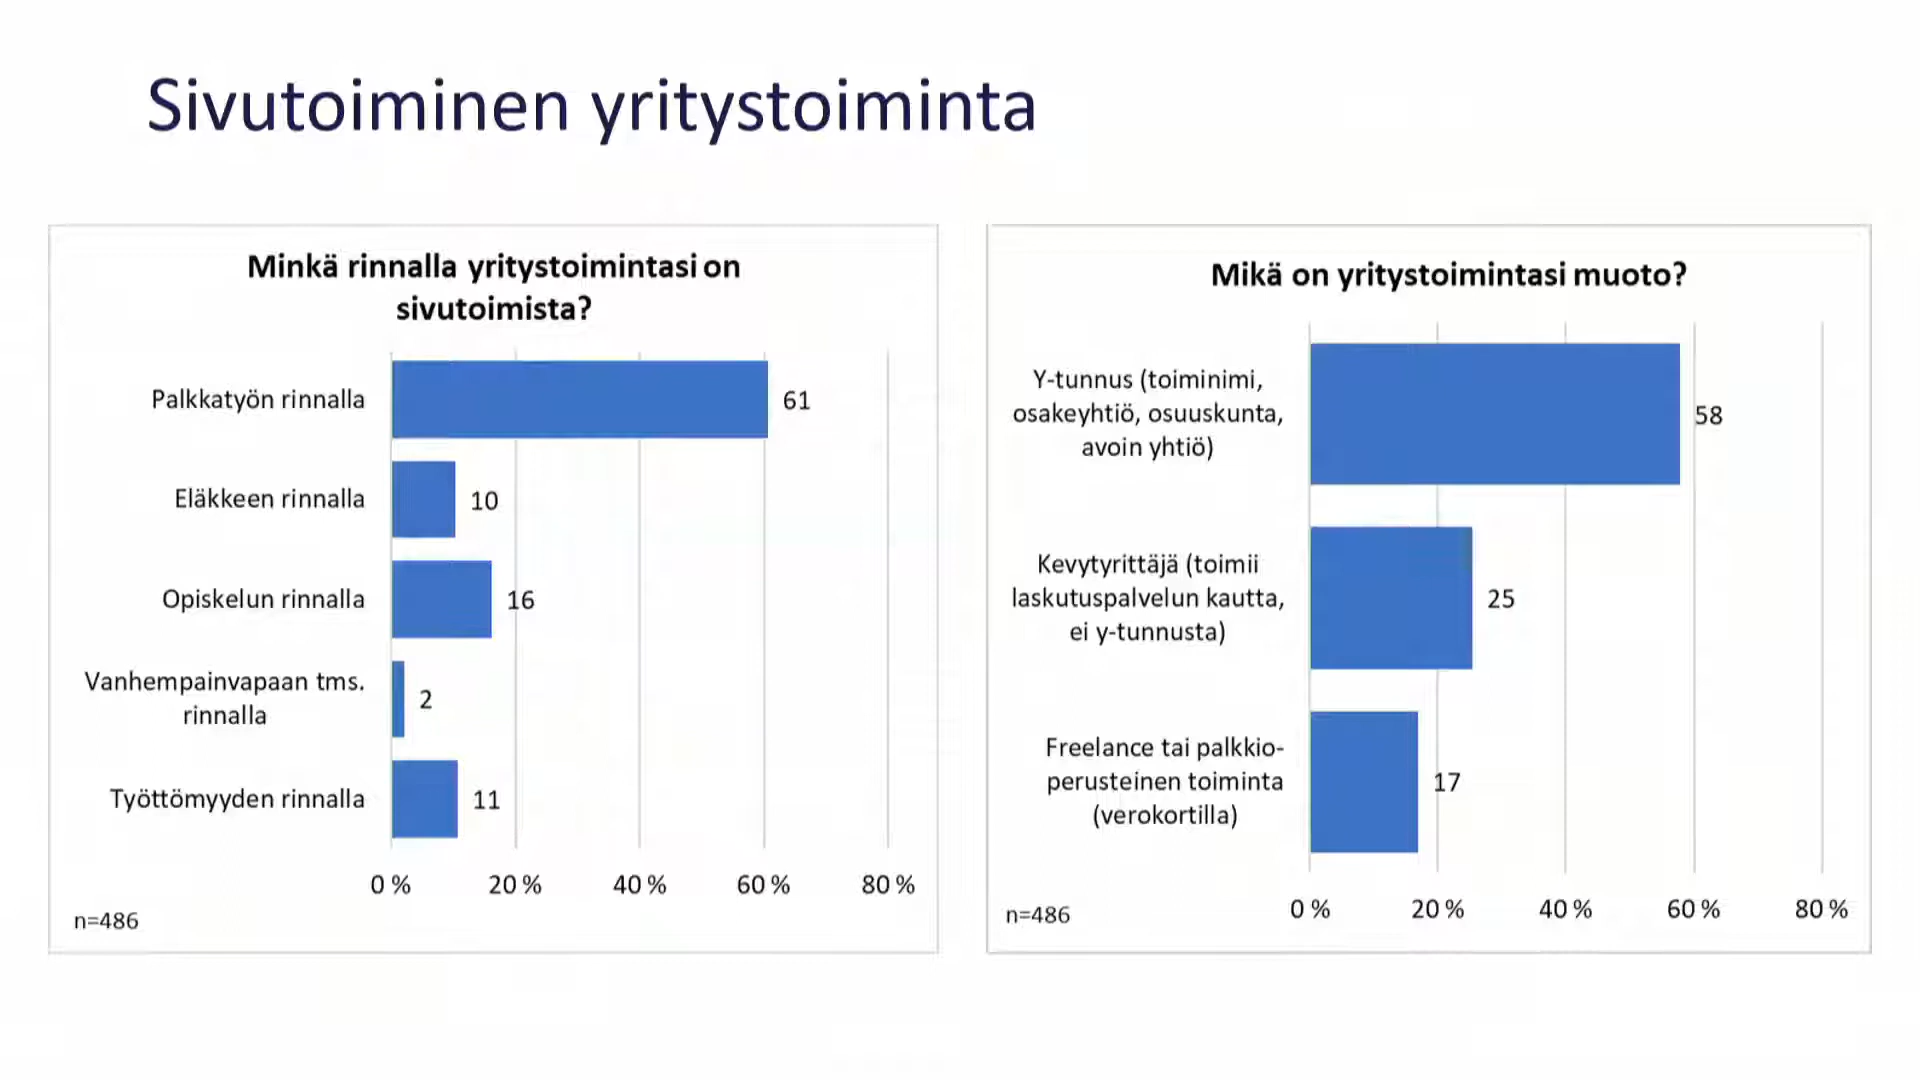 Sivutoiminen yritystoiminta
Minkä rinnalla yritystoimintasi on
sivutoimista?
Palkkatyön rinnalla
61
Eläkkeen rinnalla
10
Opiskelun rinnalla
16
Vanhempainvapaan tms.
rinnalla
2
Työttömyyden rinnalla
11
0 % 20 % 40 % 60 % 80 %
n=486
Mikä on yritystoimintasi muoto?
Y-tunnus (toiminimi,
osakeyhtiö, osuuskunta,
avoin yhtiö)
58
Kevytyrittäjä (toimii
laskutuspalvelun kautta,
ei y-tunnusta)
25
Freelance tai palkkio-
perusteinen toiminta
(verokortilla)
17
0 % 20 % 40 % 60 % 80 %
n=486